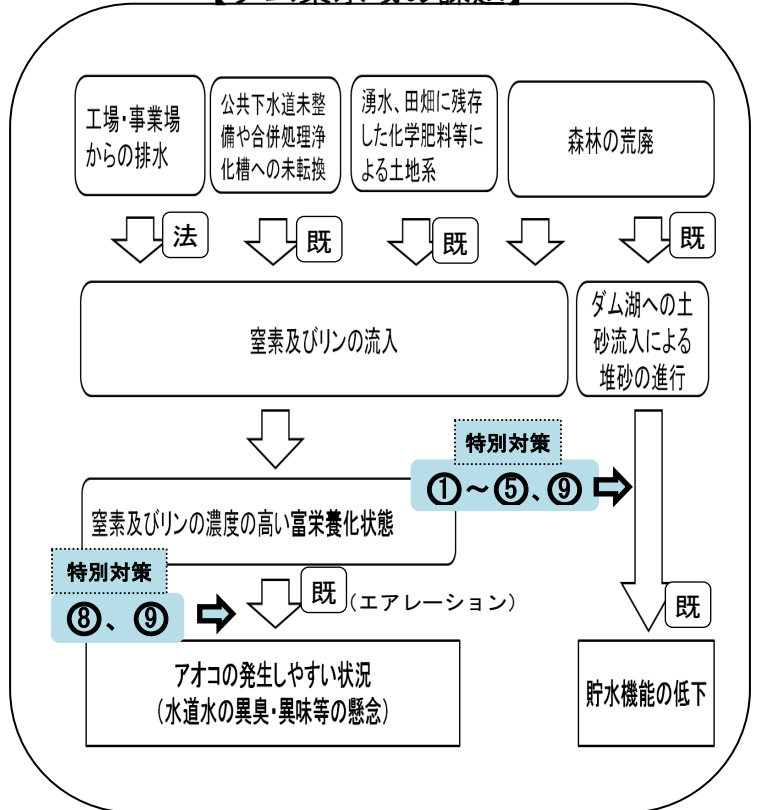 工場･事業場
からの排水
公共下水道未整
備や合併処理浄
化槽への未転換
湧水、田畑に残存
した化学肥料等に
よる土地系
森林の荒廃
法
既
既
既
窒素及びリンの流入
ダム湖への土
砂流入による
堆砂の進行
特別対策
①～⑤、⑨
窒素及びリンの濃度の高い富栄養化状態
特別対策
⑧、⑨
既
(エアレーション)
既
アオコの発生しやすい状況
(水道水の異臭･異味等の懸念)
貯水機能の低下